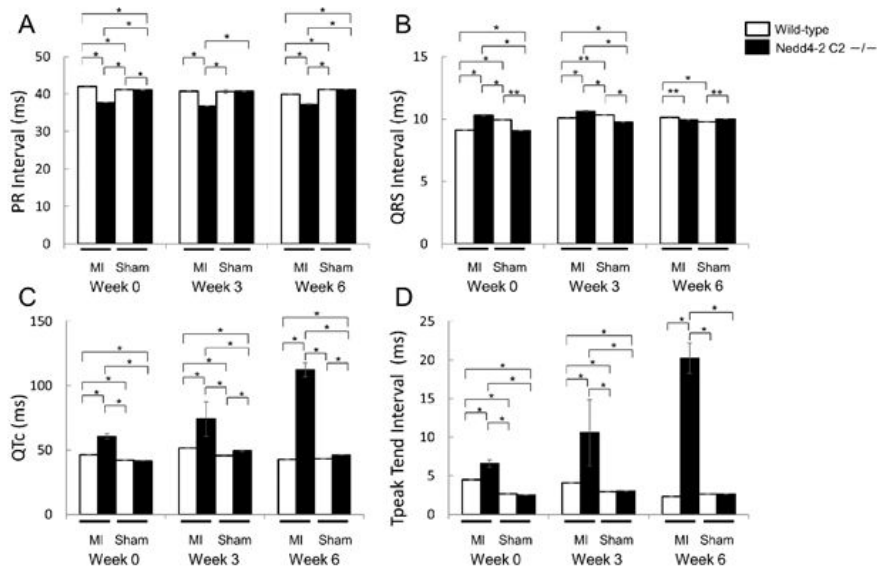 A
PR Interval (ms)
50
40
30
20
10
0
* * * * * *
* * *
* * * * * *
MI Sham MI Sham MI Sham
Week 0 Week 3 Week 6
B
QRS Interval (ms)
15
10
5
0
* * * * * **
* * ** * * *
* ** **
MI Sham MI Sham MI Sham
Week 0 Week 3 Week 6
Wild-type
Nedd4-2 C2 −/−
C
QTc (ms)
150
100
50
0
* * * * *
* * * * * *
* * * * *
MI Sham MI Sham MI Sham
Week 0 Week 3 Week 6
D
Tpeak Tend Interval (ms)
25
20
15
10
5
0
* * * * *
* * * * *
* * *
MI Sham MI Sham MI Sham
Week 0 Week 3 Week 6